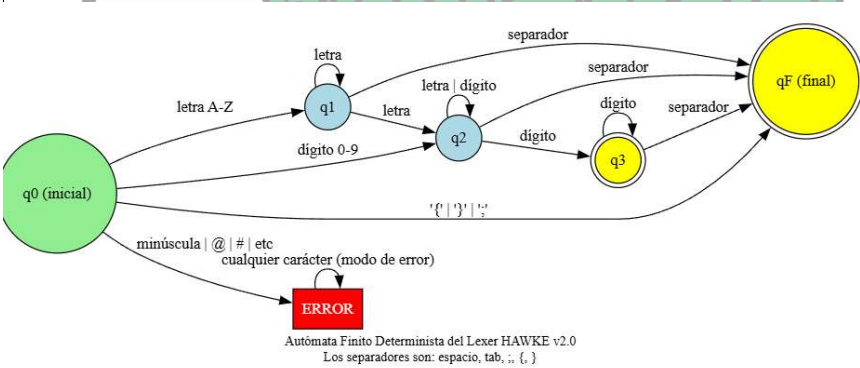 separador
letra
separador
letra | dígito
qF (final)
letra A-Z
q1
letra
dígito
q2
separador
dígito
dígito 0-9
q3
q0 (inicial)
'{' | '}' | ';'
minúscula | @ | # | etc
cualquier carácter (modo de error)
ERROR
Autómata Finito Determinista del Lexer HAWKE v2.0
Los separadores son: espacio, tab, ;, {, }